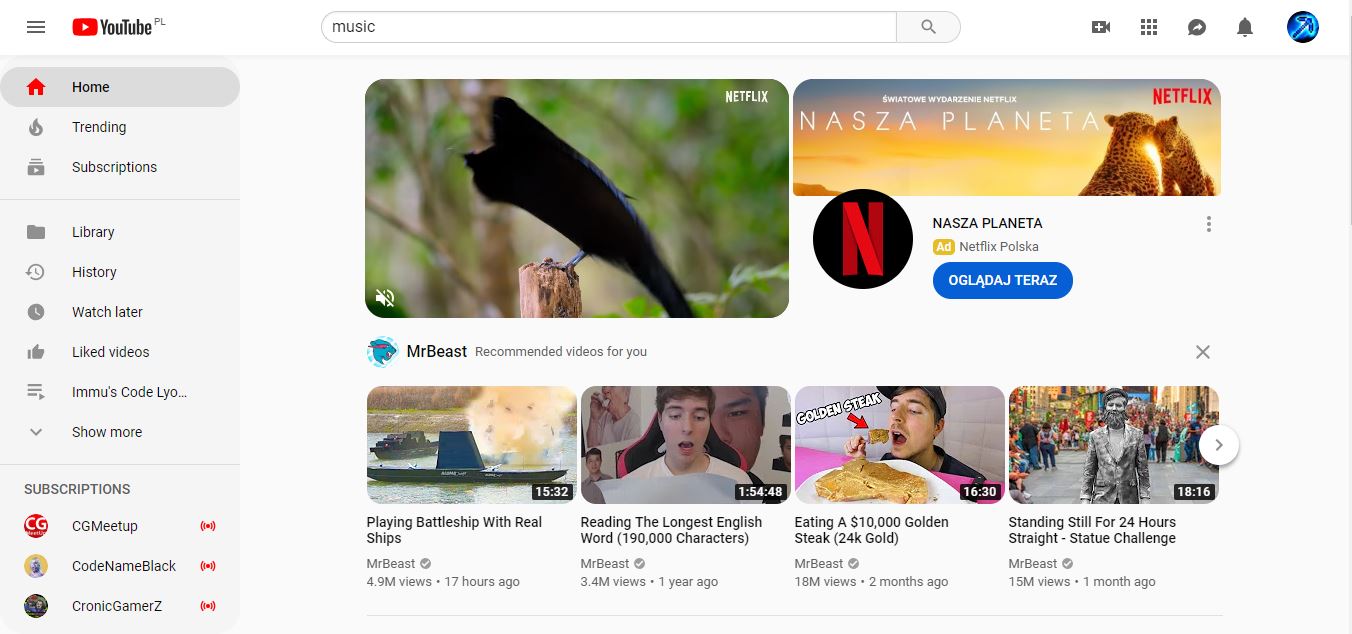 YouTube PL
music
Home
Trending
Subscriptions
Library
History
Watch later
Liked videos
Immu's Code Lyo...
Show more
SUBSCRIPTIONS
CGMeetup
CodeNameBlack
CronicGamerZ
NETFLIX
ŚWIATOWE WYDARZENIE NETFLIX
NETFLIX
NASZA PLANETA
NASZA PLANETA
Ad Netflix Polska
OGLĄDAJ TERAZ
MrBeast Recommended videos for you
15:32
Playing Battleship With Real
Ships
MrBeast
4.9M views • 17 hours ago
1:54:48
Reading The Longest English
Word (190,000 Characters)
MrBeast
3.4M views • 1 year ago
GOLDEN STEAK
16:30
Eating A $10,000 Golden
Steak (24k Gold)
MrBeast
18M views • 2 months ago
18:16
Standing Still For 24 Hours
Straight - Statue Challenge
MrBeast
15M views • 1 month ago